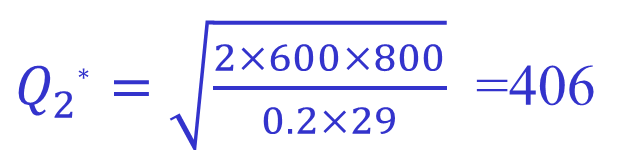 Q₂* = √((2×600×800)/(0.2×29)) =406